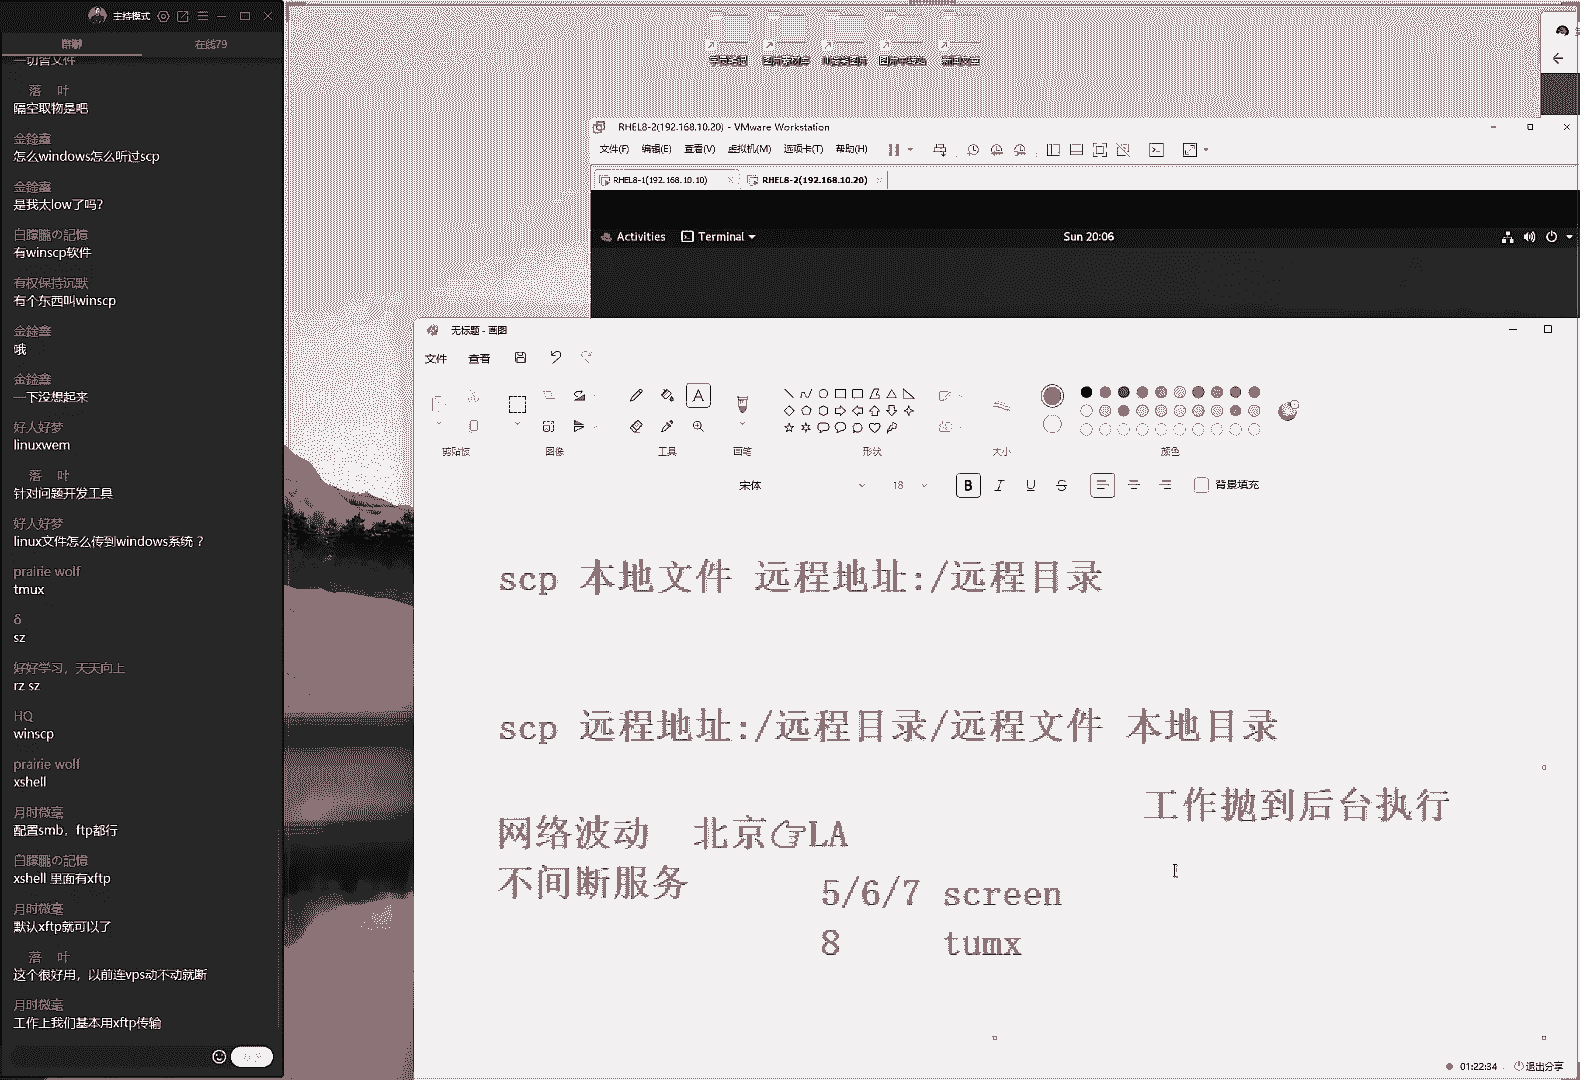 主持模式
群聊
在线79
一切皆文件
落 叶
隔空取物是吧
金銓鑫
怎么windows怎么听过scp
金銓鑫
是我太low了吗?
白朦朧の記憶
有winscp软件
有权保持沉默
有个东西叫winscp
金銓鑫
哦
金銓鑫
一下没想起来
好人好梦
linuxwem
落 叶
针对问题开发工具
好人好梦
linux文件怎么传到windows系统？
prairie wolf
tmux
δ
sz
好好学习，天天向上
rz sz
HQ
winscp
prairie wolf
xshell
月时微毫
配置smb，ftp都行
白朦朧の記憶
xshell 里面有xftp
月时微毫
默认xftp就可以了
落 叶
这个很好用，以前连vps动不动就断
月时微毫
工作上我们基本用xftp传输
RHEL8-2(192.168.10.20) - VMware Workstation
文件(F) 编辑(E) 查看(V) 虚拟机(M) 选项卡(T) 帮助(H)
RHEL8-1(192.168.10.10) RHEL8-2(192.168.10.20)
Activities Terminal Sun 20:06
无标题 - 画图
文件 查看
剪贴板 图像 工具 画笔 形状 大小 颜色
宋体 18 B I U S 背景填充
scp 本地文件 远程地址:/远程目录
scp 远程地址:/远程目录/远程文件 本地目录
工作抛到后台执行
网络波动 北京👉LA
不间断服务
5/6/7 screen
8 tumx
01:22:34 退出分享